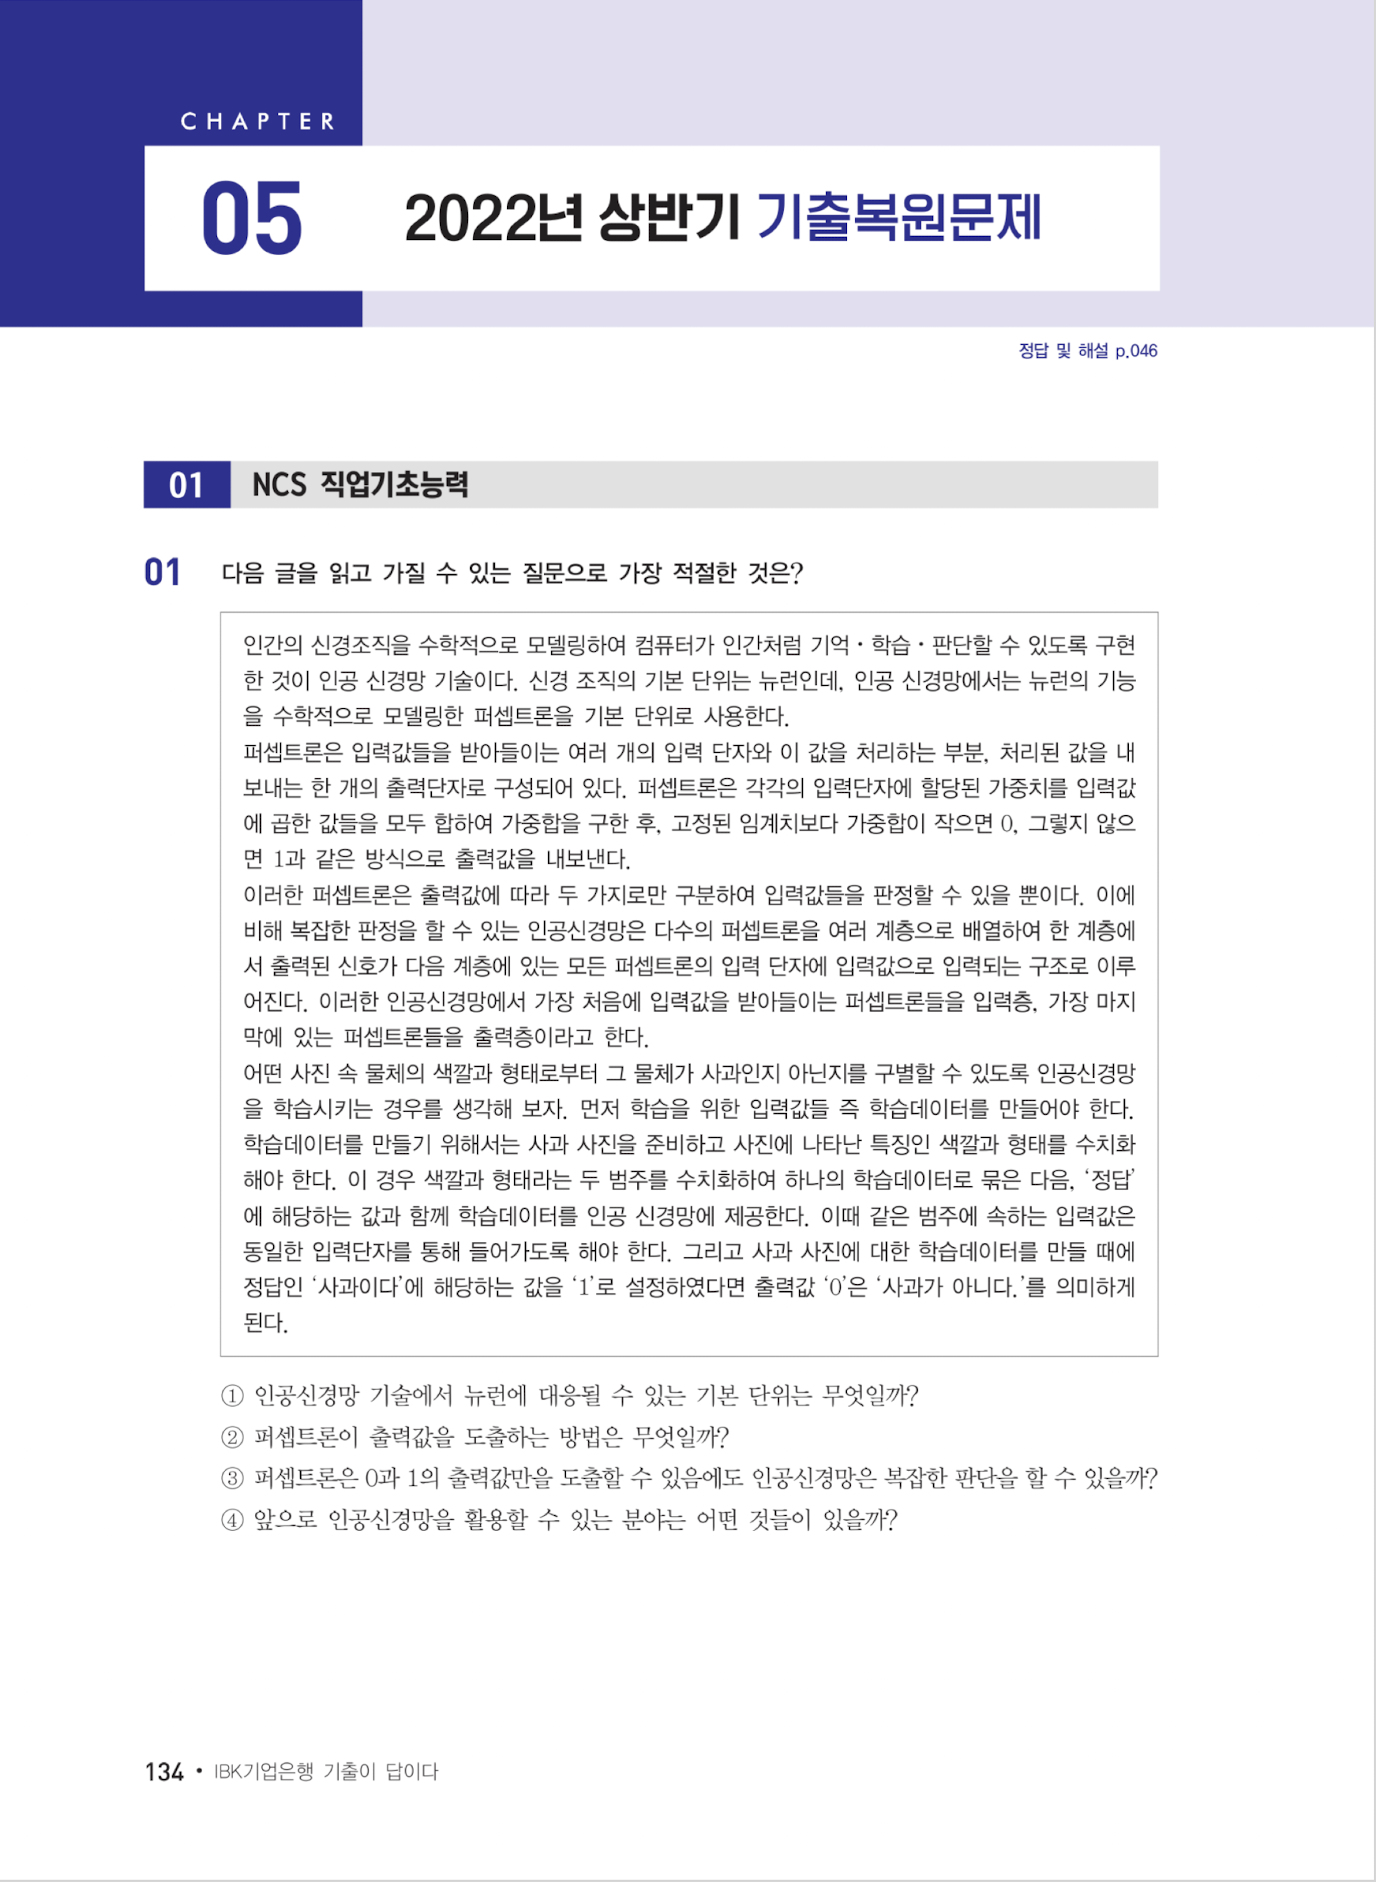 CHAPTER
05
2022년 상반기 기출복원문제
정답 및 해설 p.046
01 NCS 직업기초능력
01 다음 글을 읽고 가질 수 있는 질문으로 가장 적절한 것은?
인간의 신경조직을 수학적으로 모델링하여 컴퓨터가 인간처럼 기억・학습・판단할 수 있도록 구현
한 것이 인공 신경망 기술이다. 신경 조직의 기본 단위는 뉴런인데, 인공 신경망에서는 뉴런의 기능
을 수학적으로 모델링한 퍼셉트론을 기본 단위로 사용한다.
퍼셉트론은 입력값들을 받아들이는 여러 개의 입력 단자와 이 값을 처리하는 부분, 처리된 값을 내
보내는 한 개의 출력단자로 구성되어 있다. 퍼셉트론은 각각의 입력단자에 할당된 가중치를 입력값
에 곱한 값들을 모두 합하여 가중합을 구한 후, 고정된 임계치보다 가중합이 작으면 0, 그렇지 않으
면 1과 같은 방식으로 출력값을 내보낸다.
이러한 퍼셉트론은 출력값에 따라 두 가지로만 구분하여 입력값들을 판정할 수 있을 뿐이다. 이에
비해 복잡한 판정을 할 수 있는 인공신경망은 다수의 퍼셉트론을 여러 계층으로 배열하여 한 계층에
서 출력된 신호가 다음 계층에 있는 모든 퍼셉트론의 입력 단자에 입력값으로 입력되는 구조로 이루
어진다. 이러한 인공신경망에서 가장 처음에 입력값을 받아들이는 퍼셉트론들을 입력층, 가장 마지
막에 있는 퍼셉트론들을 출력층이라고 한다.
어떤 사진 속 물체의 색깔과 형태로부터 그 물체가 사과인지 아닌지를 구별할 수 있도록 인공신경망
을 학습시키는 경우를 생각해 보자. 먼저 학습을 위한 입력값들 즉 학습데이터를 만들어야 한다.
학습데이터를 만들기 위해서는 사과 사진을 준비하고 사진에 나타난 특징인 색깔과 형태를 수치화
해야 한다. 이 경우 색깔과 형태라는 두 범주를 수치화하여 하나의 학습데이터로 묶은 다음, ‘정답’
에 해당하는 값과 함께 학습데이터를 인공 신경망에 제공한다. 이때 같은 범주에 속하는 입력값은
동일한 입력단자를 통해 들어가도록 해야 한다. 그리고 사과 사진에 대한 학습데이터를 만들 때에
정답인 ‘사과이다’에 해당하는 값을 ‘1’로 설정하였다면 출력값 ‘0’은 ‘사과가 아니다.’를 의미하게
된다.
① 인공신경망 기술에서 뉴런에 대응될 수 있는 기본 단위는 무엇일까?
② 퍼셉트론이 출력값을 도출하는 방법은 무엇일까?
③ 퍼셉트론은 0과 1의 출력값만을 도출할 수 있음에도 인공신경망은 복잡한 판단을 할 수 있을까?
④ 앞으로 인공신경망을 활용할 수 있는 분야는 어떤 것들이 있을까?
134 • IBK기업은행 기출이 답이다